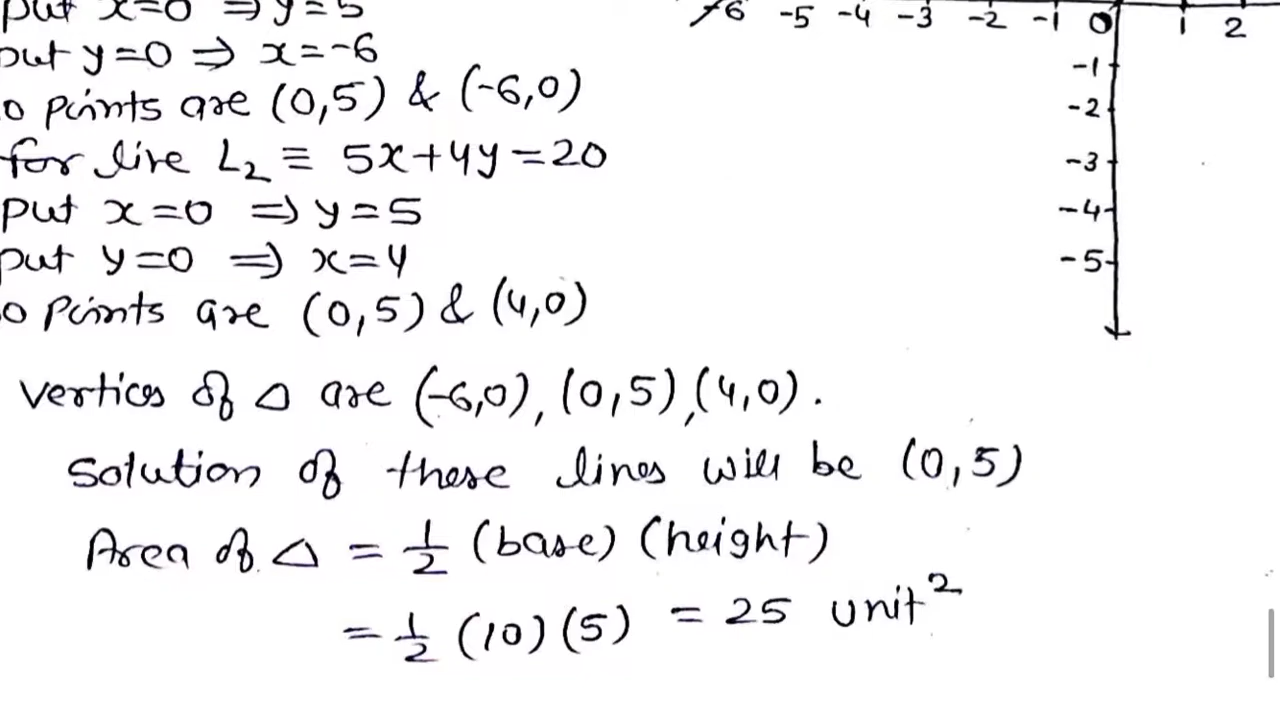 put x=0 ⇒ y=5
put y=0 ⇒ x=-6
o points are (0,5) & (-6,0)
for line L₂ ≡ 5x+4y=20
put x=0 ⇒ y=5
put y=0 ⇒ x=4
o points are (0,5) & (4,0)
vertices of △ are (-6,0), (0,5), (4,0).
Solution of these lines will be (0,5)
Area of △ = 1/2 (base) (height)
= 1/2 (10) (5) = 25 unit²
-6 -5 -4 -3 -2 -1 0 1 2
-1
-2
-3
-4
-5